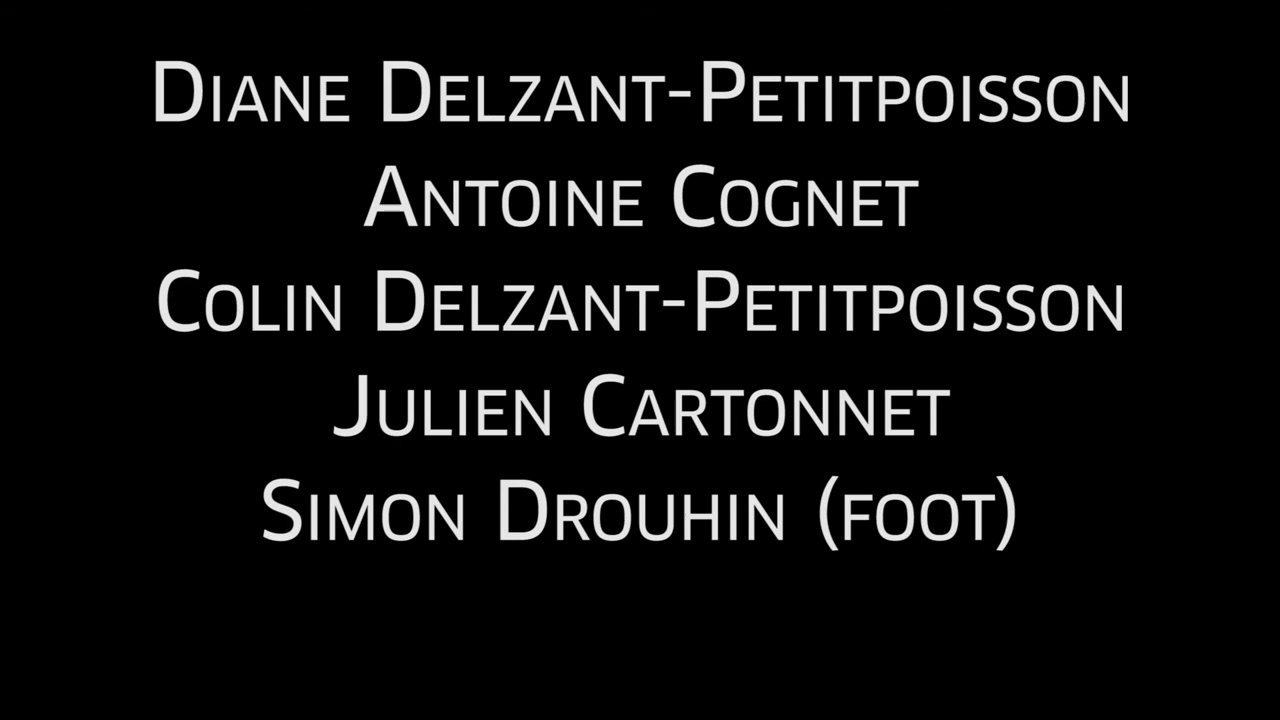 Diane Delzant-Petitpoisson
Antoine Cognet
Colin Delzant-Petitpoisson
Julien Cartonnet
Simon Drouhin (foot)